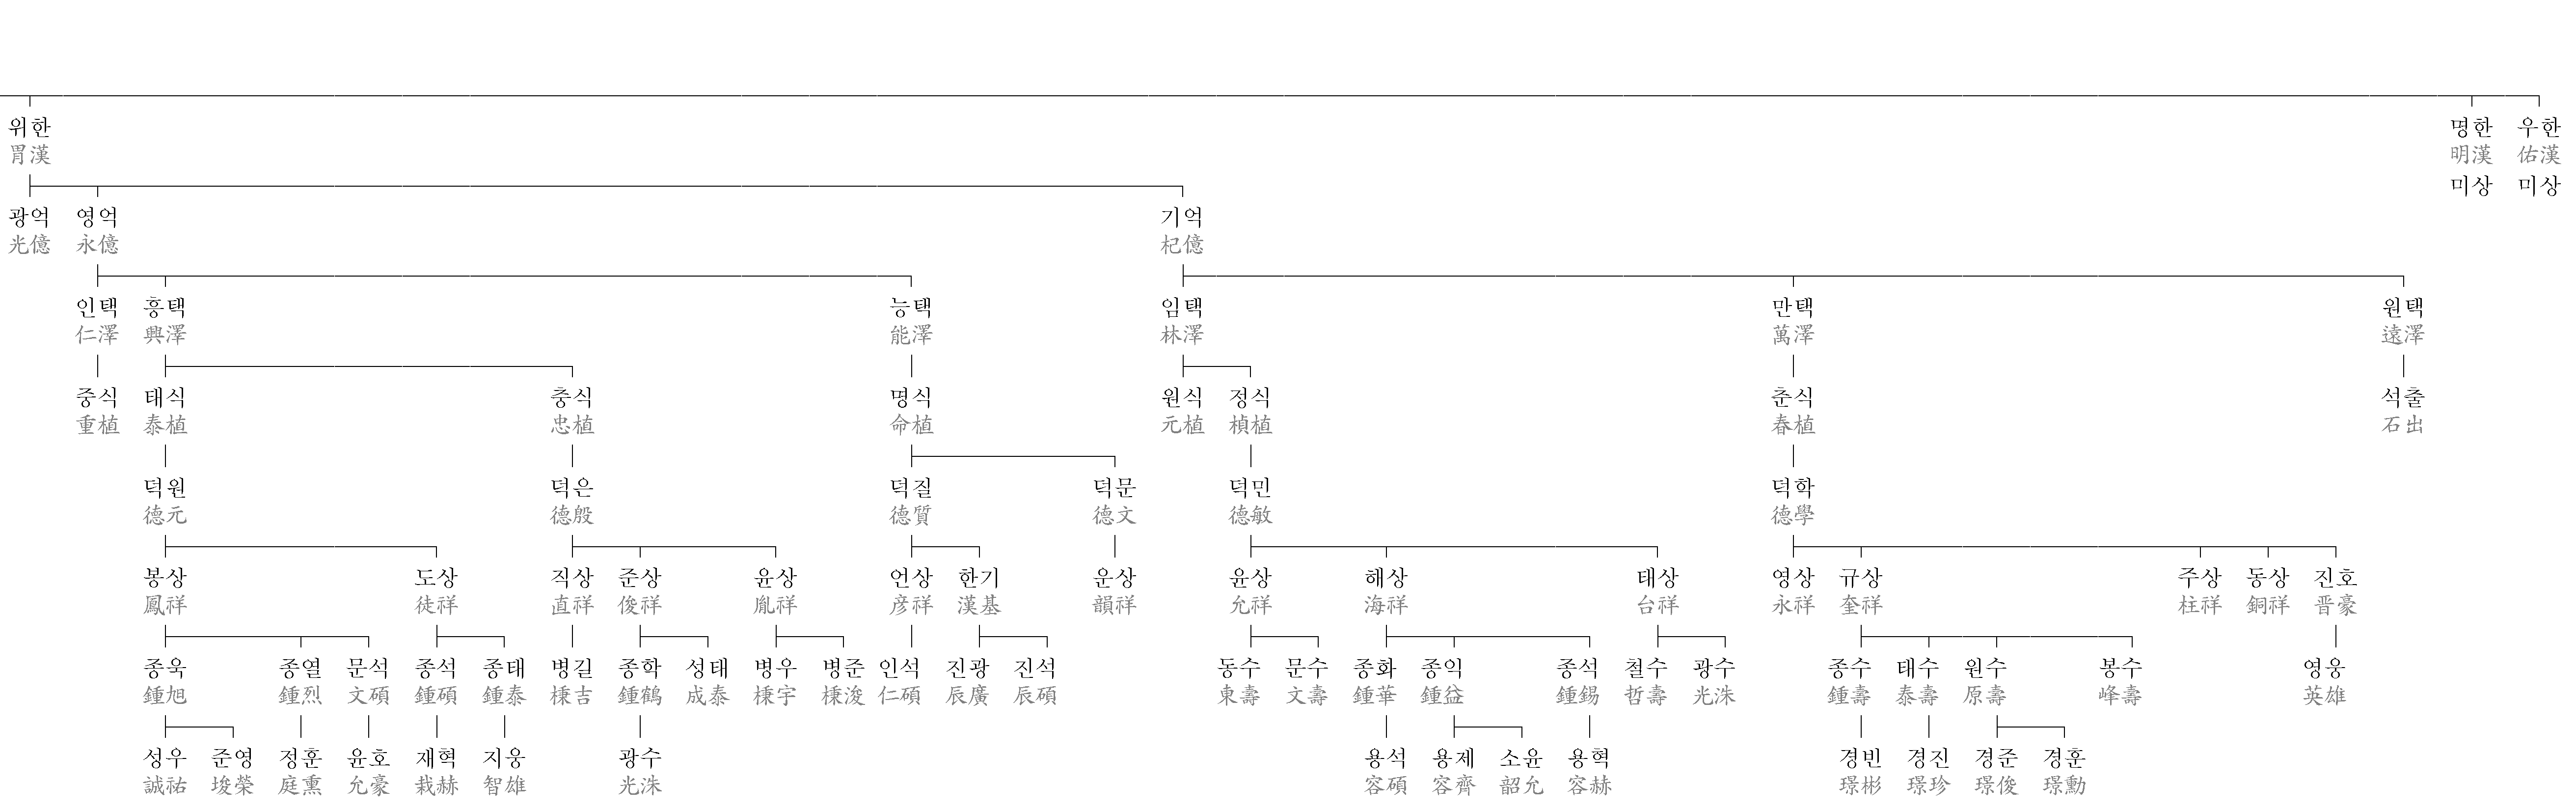 위한 명한 우한
胃漢 明漢 佑漢
미상 미상
광억 영억 기억
光億 永億 杞億
인택 흥택 능택 임택 만택 원택
仁澤 興澤 能澤 林澤 萬澤 遠澤
중식 태식 충식 명식 원식 정식 춘식 석출
重植 泰植 忠植 命植 元植 楨植 春植 石出
덕원 덕은 덕질 덕문 덕민 덕학
德元 德殷 德質 德文 德敏 德學
봉상 도상 직상 준상 윤상 언상 한기 운상 윤상 해상 태상 영상 규상 주상 동상 진호
鳳祥 徒祥 直祥 俊祥 胤祥 彦祥 漢基 韻祥 允祥 海祥 台祥 永祥 奎祥 柱祥 銅祥 晋豪
종욱 종열 문석 종석 종태 병길 종학 성태 병우 병준 인석 진광 진석 동수 문수 종화 종익 종석 철수 광수 종수 태수 원수 봉수 영웅
鍾旭 鍾烈 文碩 鍾碩 鍾泰 棅吉 鍾鶴 成泰 棅宇 棅浚 仁碩 辰廣 辰碩 東壽 文壽 鍾華 鍾益 鍾錫 哲壽 光洙 鍾壽 泰壽 原壽 峰壽 英雄
성우 준영 정훈 윤호 재혁 지웅 광수 용석 용제 소윤 용혁 경빈 경진 경준 경훈
誠祐 埈榮 庭熏 允豪 栽赫 智雄 光洙 容碩 容齊 韶允 容赫 璟彬 璟珍 璟俊 璟勳